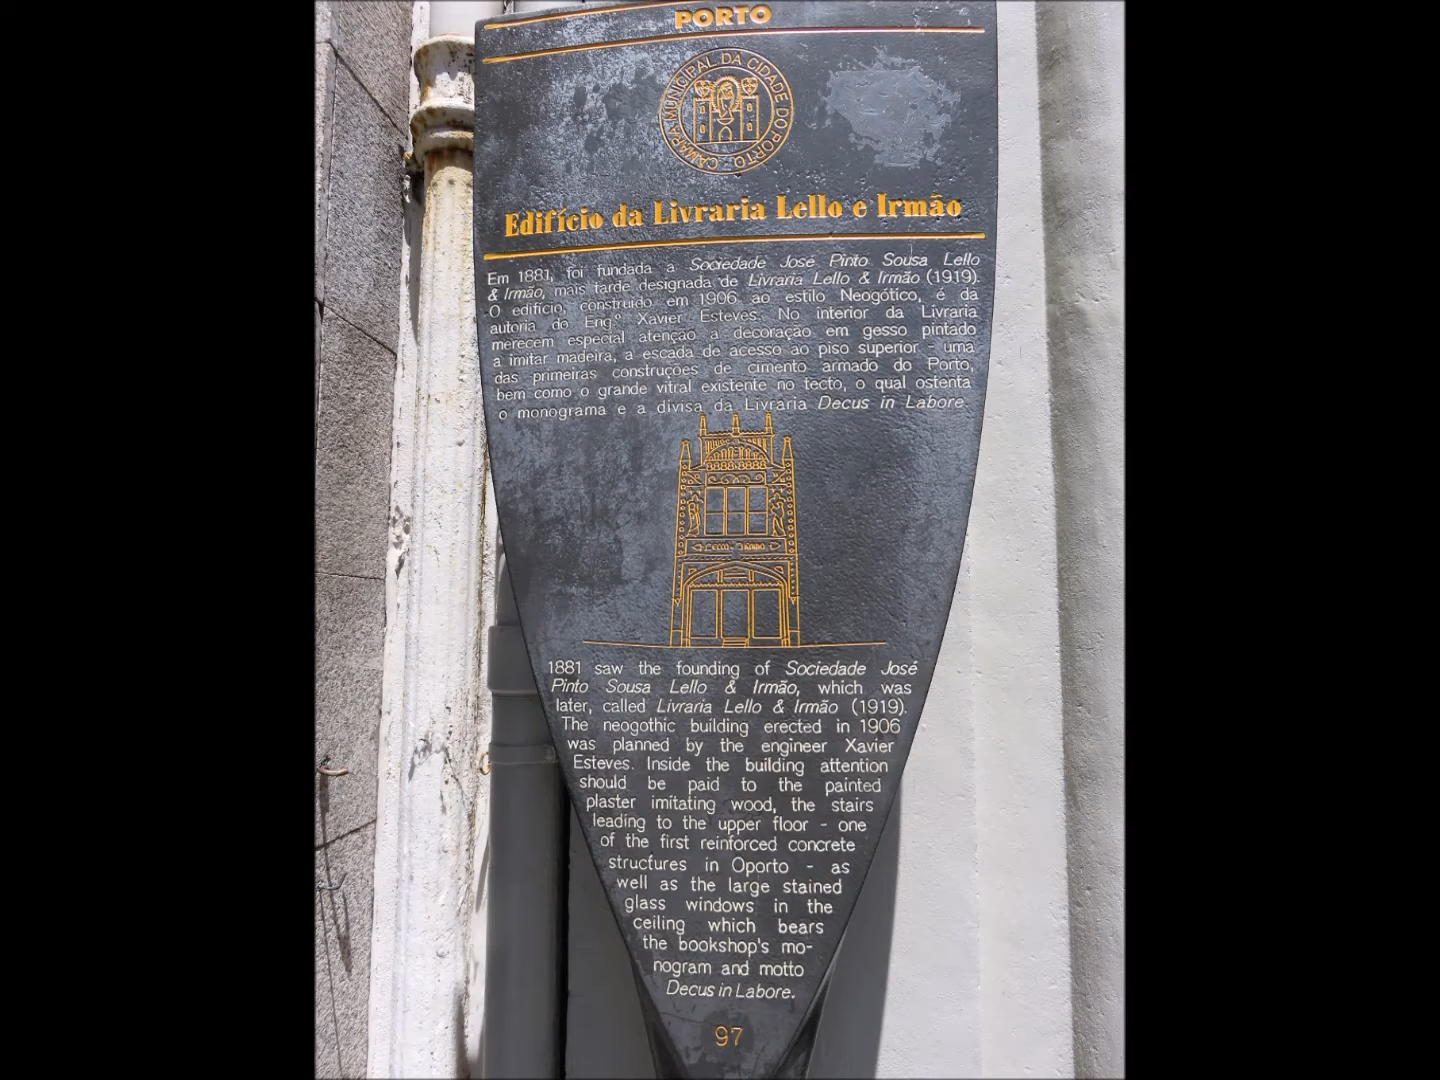 PORTO
CÂMARA MUNICIPAL DA CIDADE DO PORTO
Edifício da Livraria Lello e Irmão
Em 1881, foi fundada a Sociedade José Pinto Sousa Lello
& Irmão, mais tarde designada de Livraria Lello & Irmão (1919).
O edifício, construído em 1906 ao estilo Neogótico, é da
autoria do Eng.º Xavier Esteves. No interior da Livraria
merecem especial atenção a decoração em gesso pintado
a imitar madeira, a escada de acesso ao piso superior - uma
das primeiras construções de cimento armado do Porto,
bem como o grande vitral existente no tecto, o qual ostenta
o monograma e a divisa da Livraria Decus in Labore
1881 saw the founding of Sociedade José
Pinto Sousa Lello & Irmão, which was
later, called Livraria Lello & Irmão (1919).
The neogothic building erected in 1906
was planned by the engineer Xavier
Esteves. Inside the building attention
should be paid to the painted
plaster imitating wood, the stairs
leading to the upper floor - one
of the first reinforced concrete
structures in Oporto - as
well as the large stained
glass windows in the
ceiling which bears
the bookshop's mo-
nogram and motto
Decus in Labore.
97